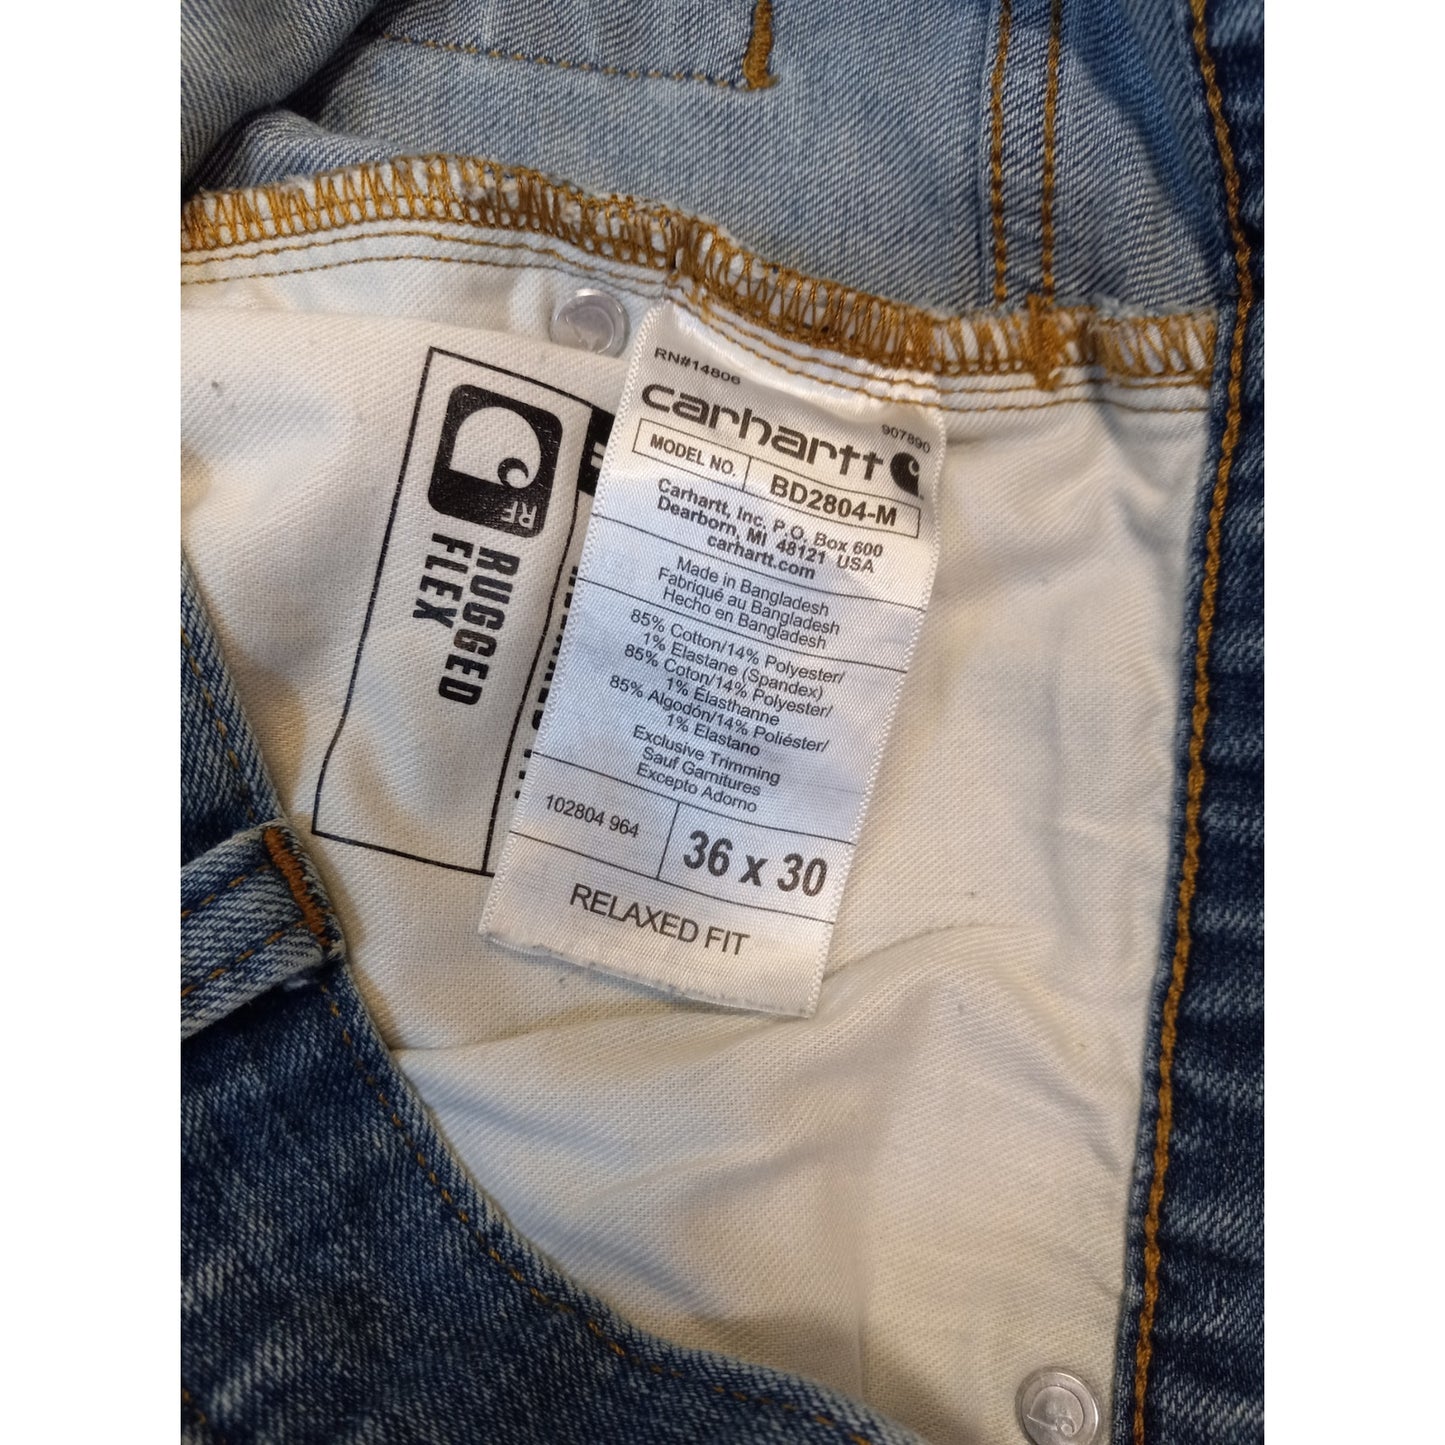 RN#14806
carhartt
907890
MODEL NO. BD2804-M
Carhartt, Inc. P.O. Box 600
Dearborn, MI 48121 USA
carhartt.com
Made in Bangladesh
Fabriqué au Bangladesh
Hecho en Bangladesh
85% Cotton/14% Polyester/
1% Elastane (Spandex)
85% Coton/14% Polyester/
1% Élasthanne
85% Algodón/14% Poliéster/
1% Elastano
Exclusive Trimming
Sauf Garnitures
Excepto Adorno
102804 964
36 x 30
RELAXED FIT
RF
RUGGED
FLEX